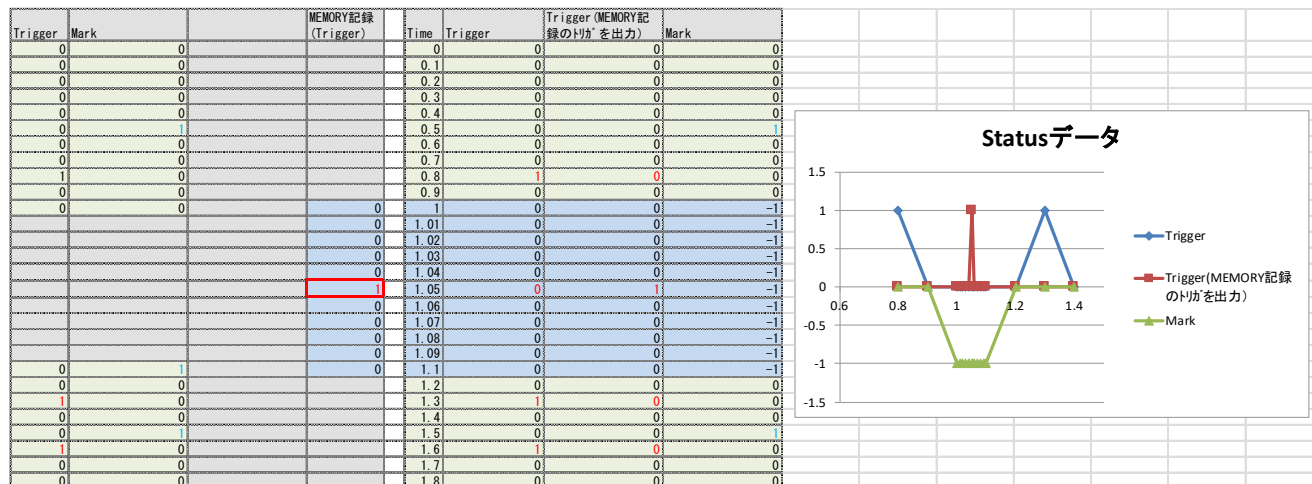 MEMORY記録 Trigger(MEMORY記
Trigger Mark (Trigger) Time Trigger 録のﾄﾘｶﾞを出力) Mark
0 0 0 0 0 0
0 0 0.1 0 0 0
0 0 0.2 0 0 0
0 0 0.3 0 0 0
0 0 0.4 0 0 0
0 1 0.5 0 0 1
0 0 0.6 0 0 0
0 0 0.7 0 0 0
1 0 0.8 1 0 0
0 0 0.9 0 0 0
0 0 0 1 0 0 -1
0 1.01 0 0 -1
0 1.02 0 0 -1
0 1.03 0 0 -1
0 1.04 0 0 -1
1 1.05 0 1 -1
0 1.06 0 0 -1
0 1.07 0 0 -1
0 1.08 0 0 -1
0 1.09 0 0 -1
0 1 0 1.1 0 0 -1
0 0 1.2 0 0 0
1 0 1.3 1 0 0
0 0 1.4 0 0 0
0 1 1.5 0 0 1
1 0 1.6 1 0 0
0 0 1.7 0 0 0
0 0 1.8 0 0 0
Statusデータ
1.5
1
0.5
0
-0.5
-1
-1.5
0.6 0.8 1 1.2 1.4
Trigger
Trigger(MEMORY記録
のﾄﾘｶﾞを出力)
Mark